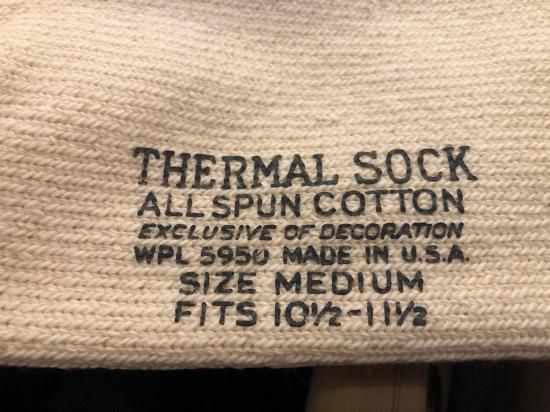 THERMAL SOCK
ALL SPUN COTTON
EXCLUSIVE OF DECORATION
WPL 5950 MADE IN U.S.A.
SIZE MEDIUM
FITS 10½-11½